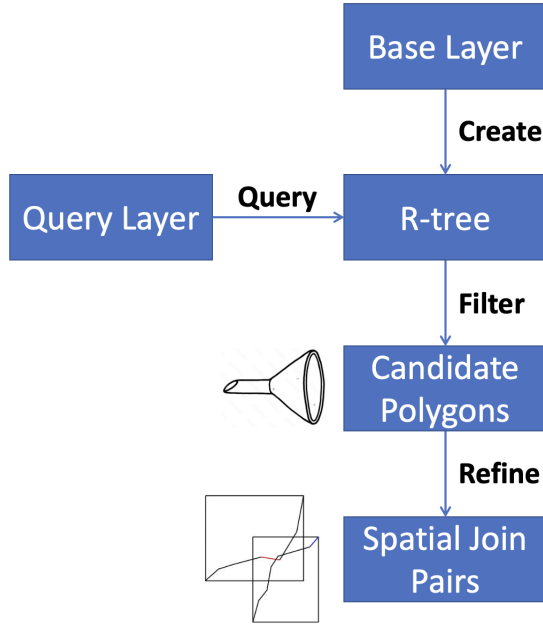 Base Layer
Create
Query Layer
Query
R-tree
Filter
Candidate
Polygons
Refine
Spatial Join
Pairs